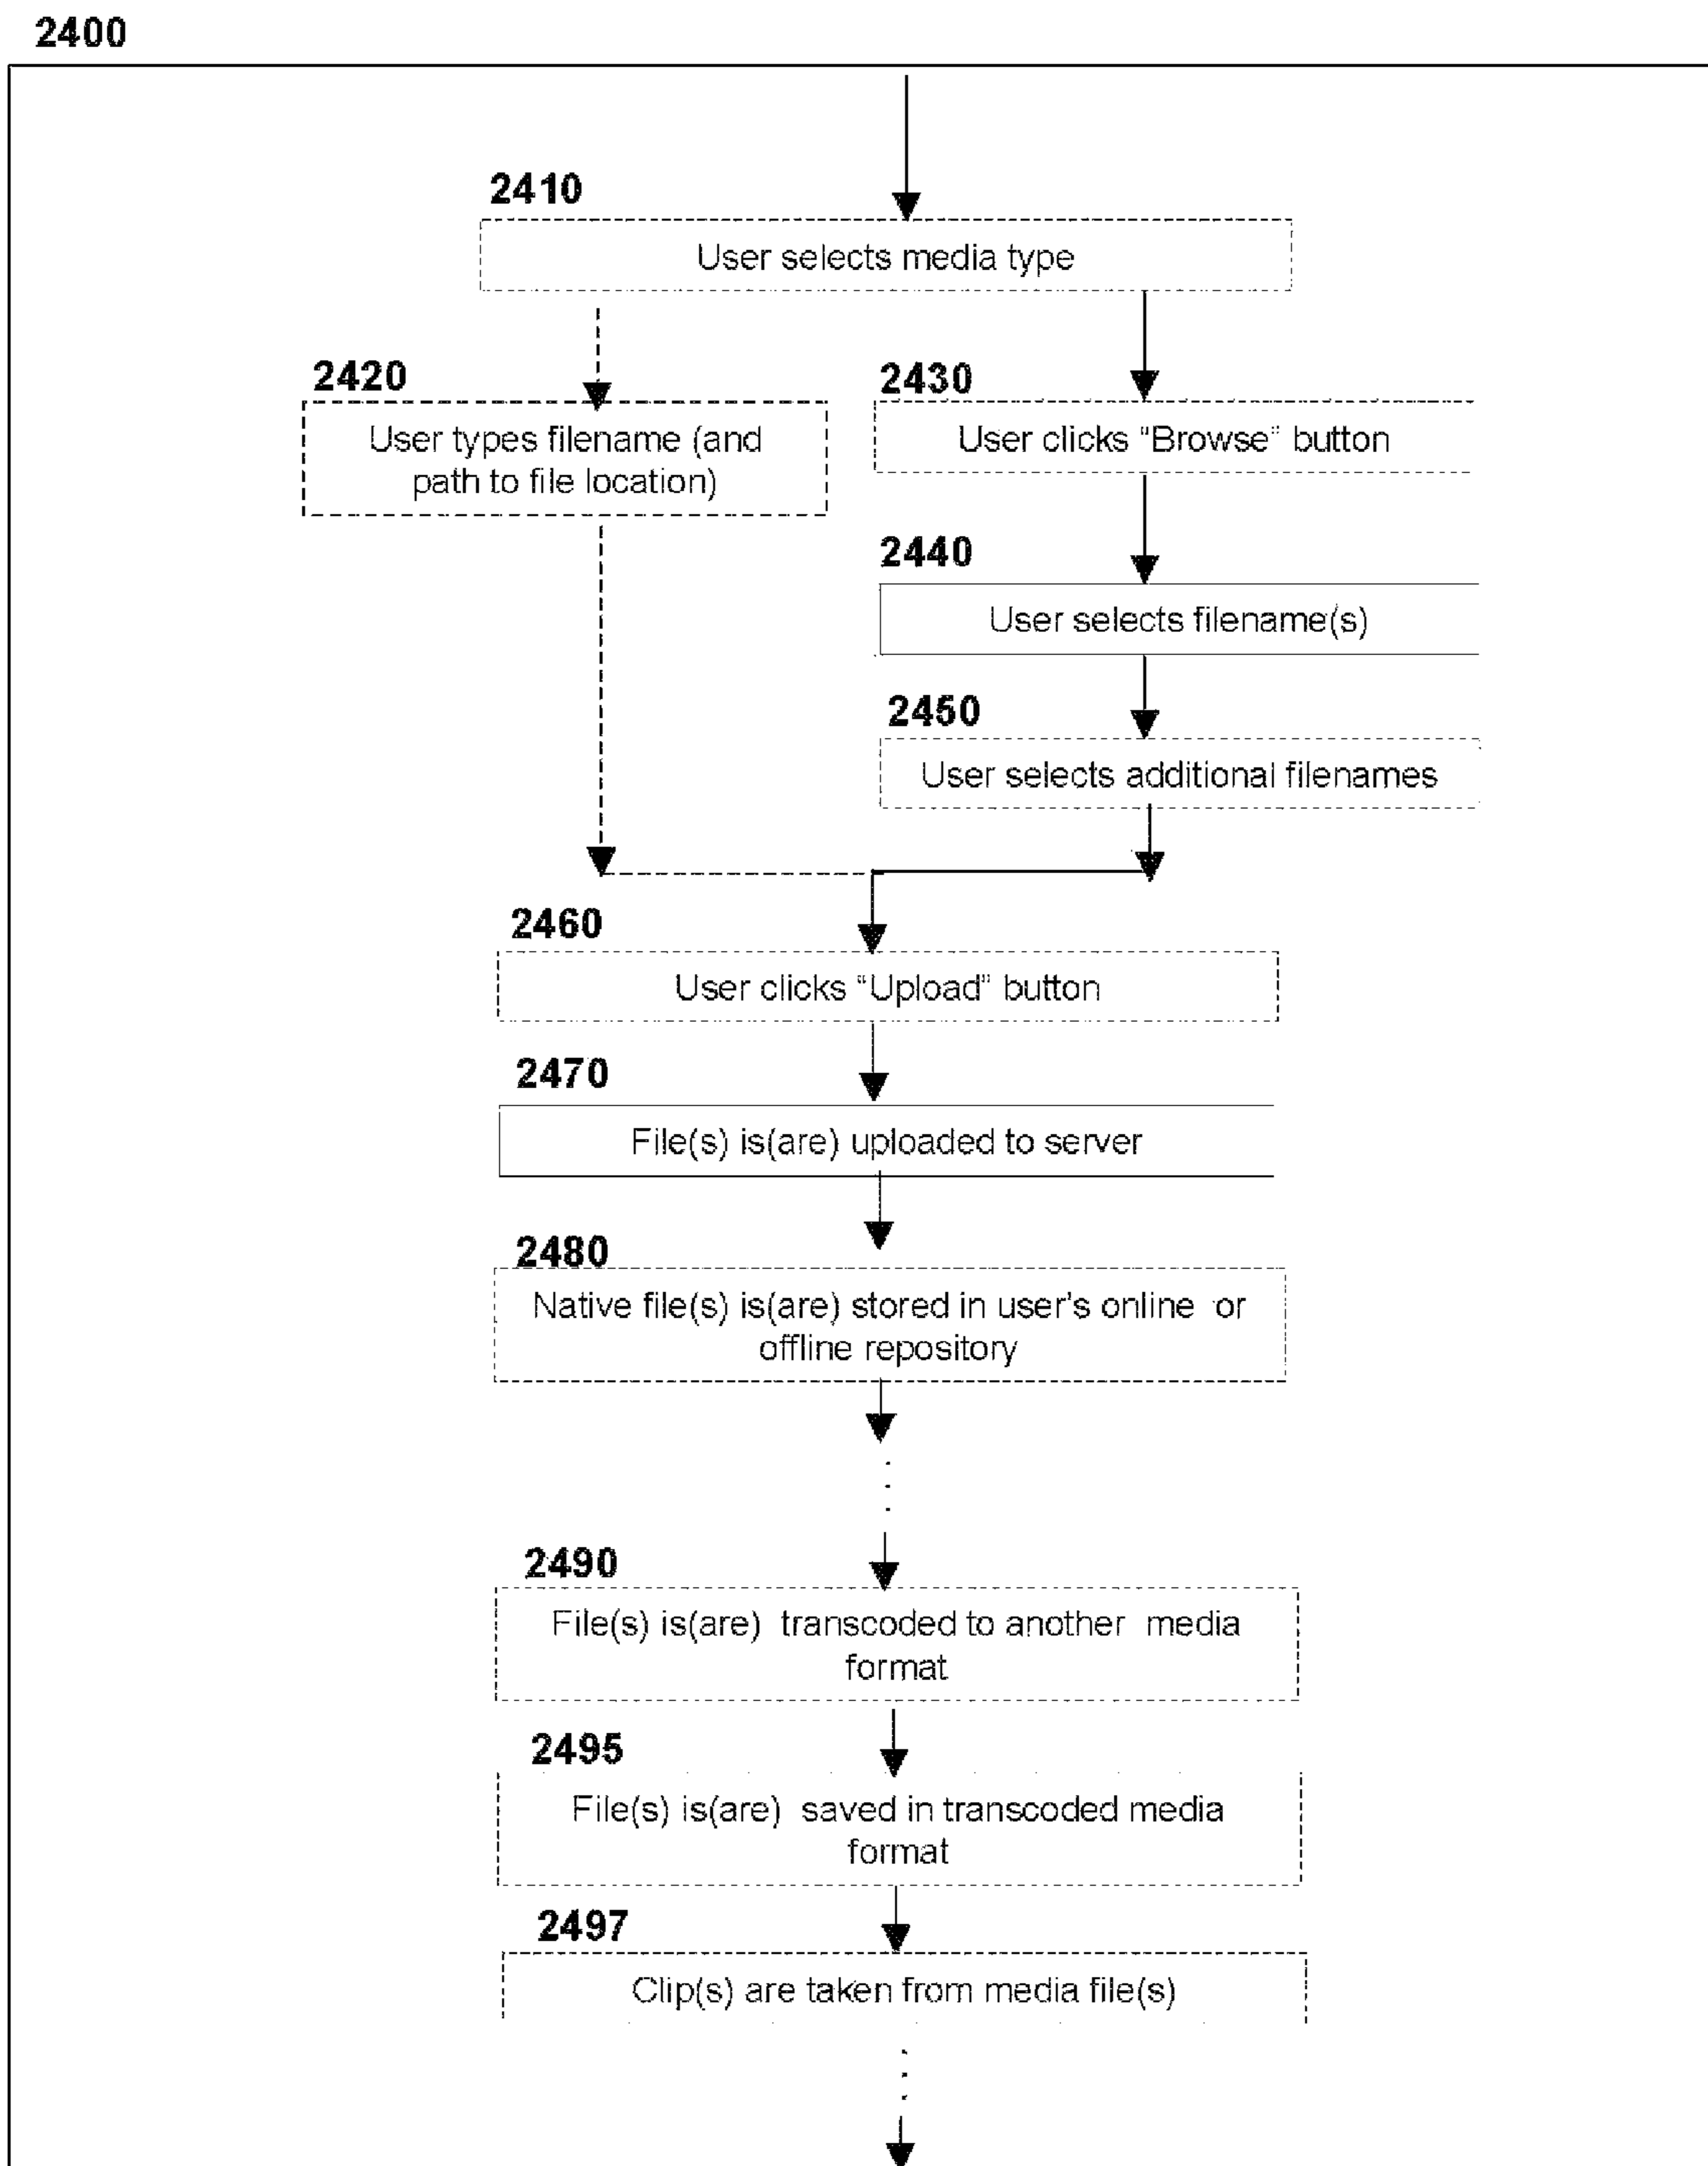 2400
2410
User selects media type
2420
User types filename (and
path to file location)
2430
User clicks "Browse" button
2440
User selects filename(s)
2450
User selects additional filenames
2460
User clicks "Upload" button
2470
File(s) is(are) uploaded to server
2480
Native file(s) is(are) stored in user's online or
offline repository
2490
File(s) is(are) transcoded to another media
format
2495
File(s) is(are) saved in transcoded media
format
2497
Clip(s) are taken from media file(s)